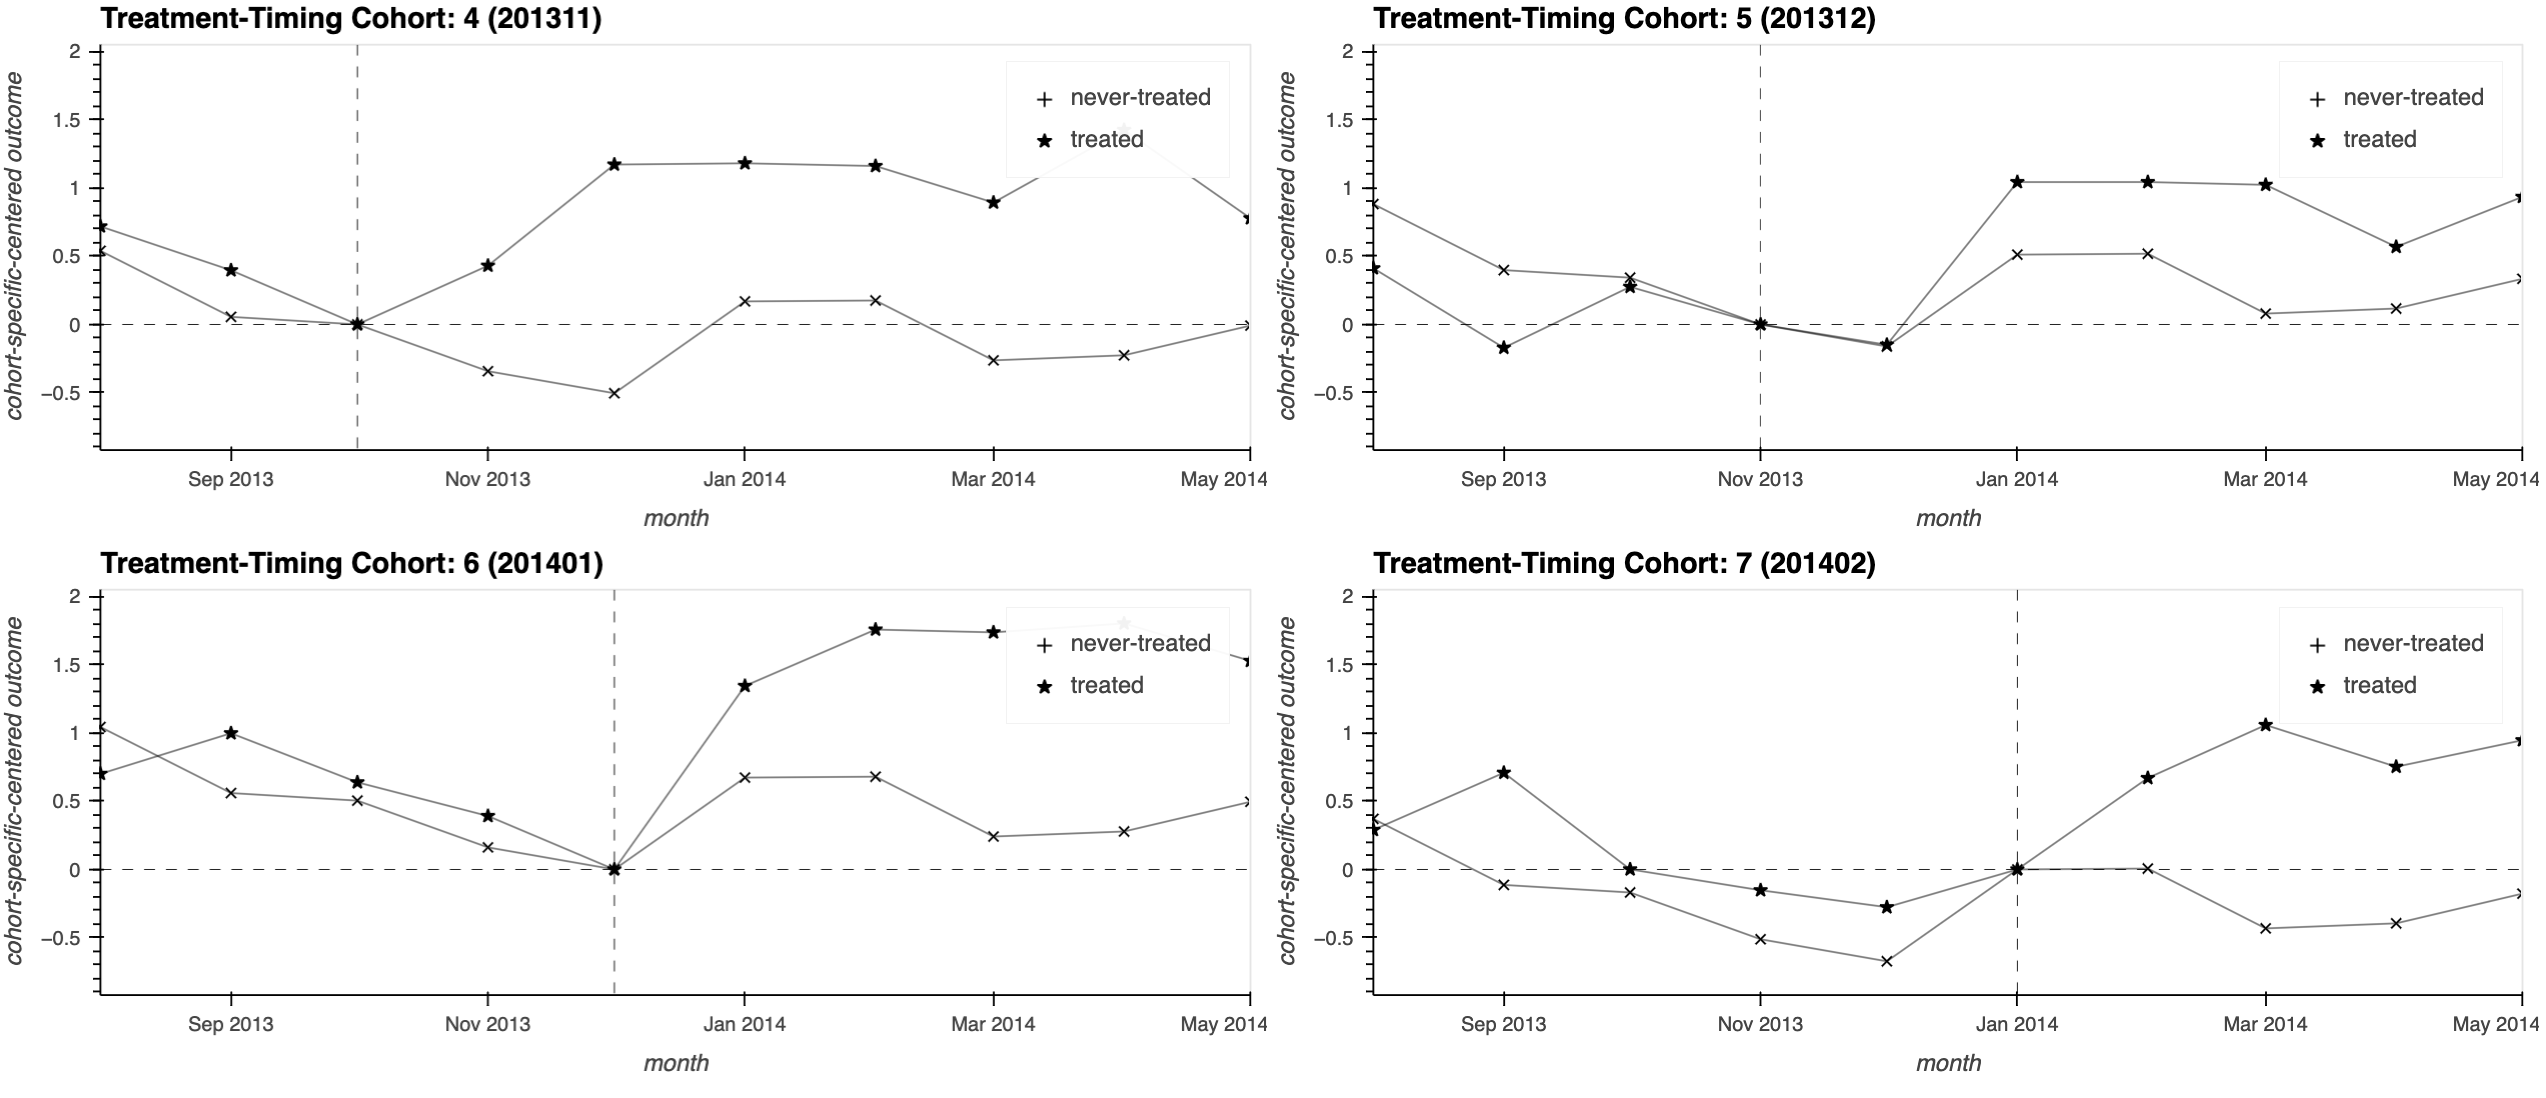 Treatment-Timing Cohort: 4 (201311)
2
1.5
1
0.5
0
−0.5
cohort-specific-centered outcome
never-treated
treated
Sep 2013 Nov 2013 Jan 2014 Mar 2014 May 2014
month
Treatment-Timing Cohort: 5 (201312)
2
1.5
1
0.5
0
−0.5
cohort-specific-centered outcome
never-treated
treated
Sep 2013 Nov 2013 Jan 2014 Mar 2014 May 2014
month
Treatment-Timing Cohort: 6 (201401)
2
1.5
1
0.5
0
−0.5
cohort-specific-centered outcome
never-treated
treated
Sep 2013 Nov 2013 Jan 2014 Mar 2014 May 2014
month
Treatment-Timing Cohort: 7 (201402)
2
1.5
1
0.5
0
−0.5
cohort-specific-centered outcome
never-treated
treated
Sep 2013 Nov 2013 Jan 2014 Mar 2014 May 2014
month